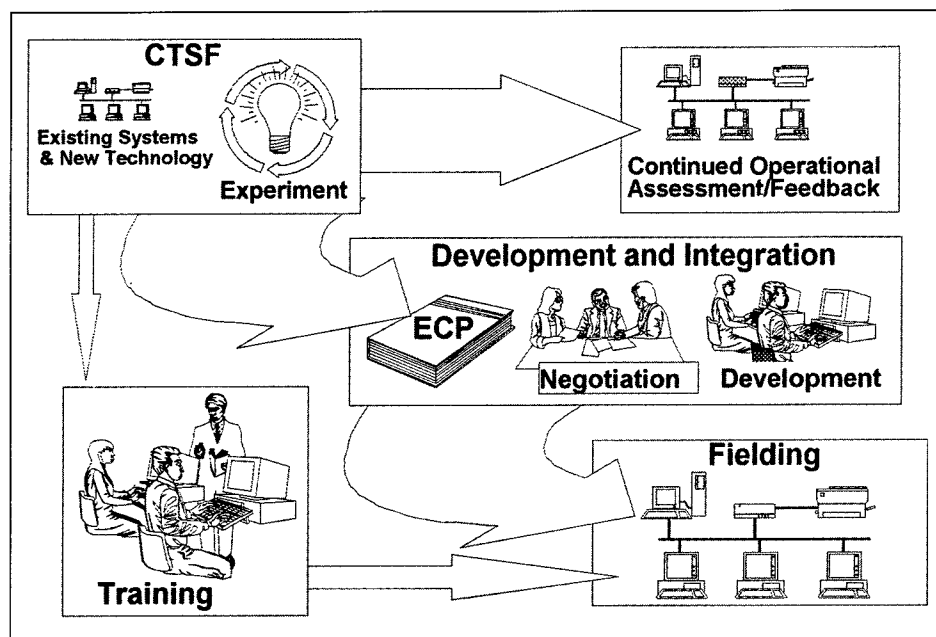 CTSF
Existing Systems
& New Technology
Experiment
Continued Operational
Assessment/Feedback
Development and Integration
ECP
Negotiation
Development
Training
Fielding